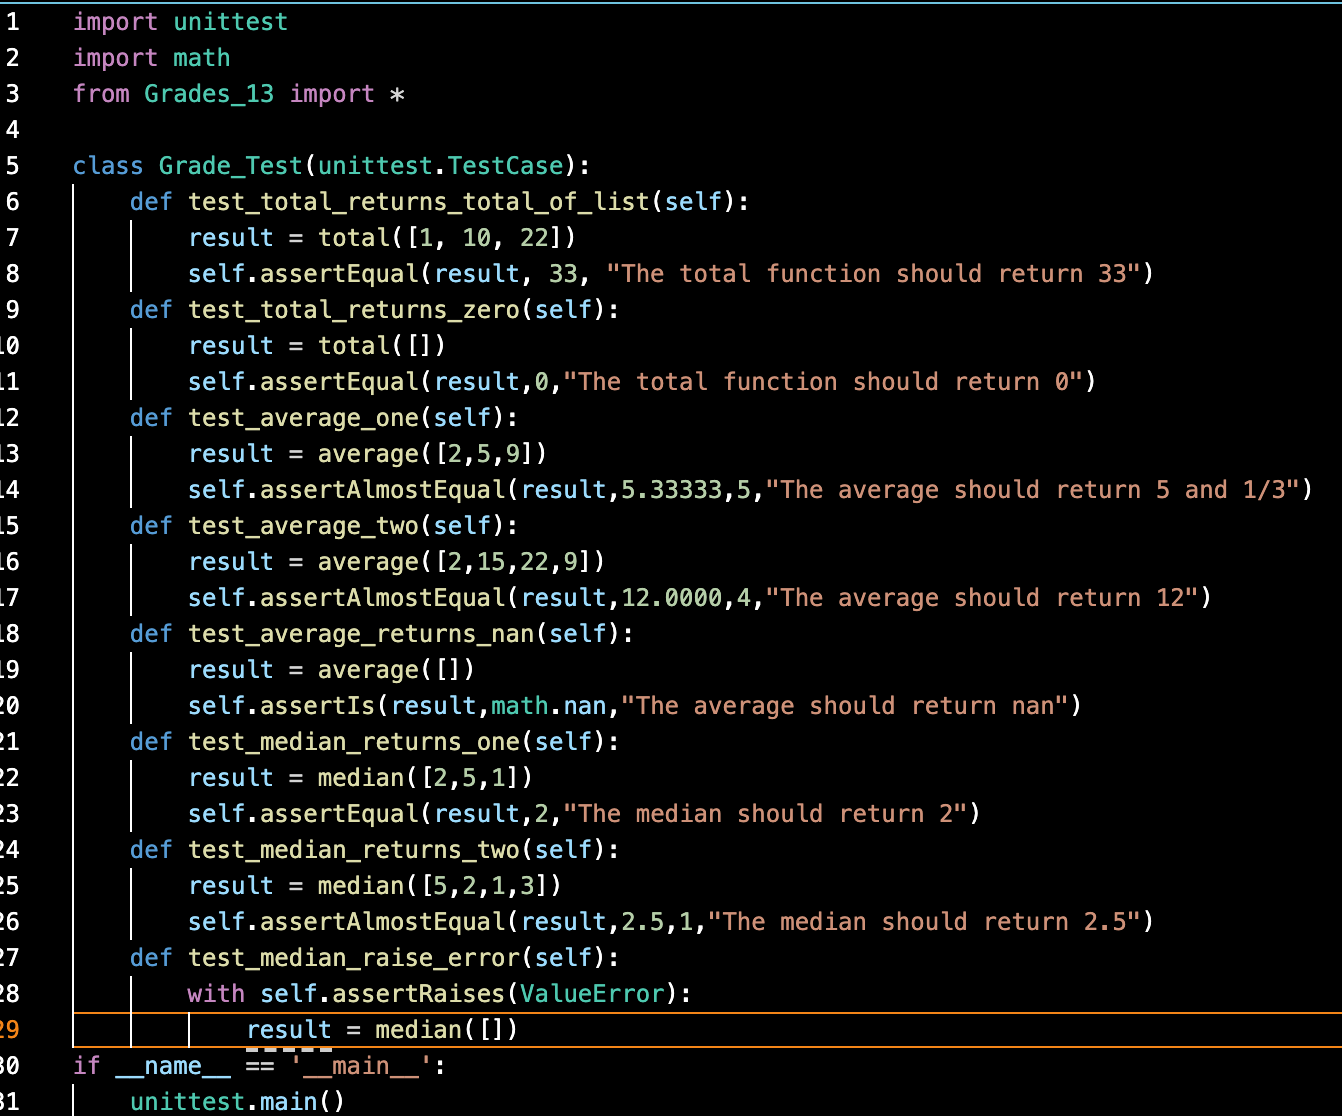 1 import unittest
2 import math
3 from Grades_13 import *
4
5 class Grade_Test(unittest.TestCase):
6     def test_total_returns_total_of_list(self):
7         result = total([1, 10, 22])
8         self.assertEqual(result, 33, "The total function should return 33")
9     def test_total_returns_zero(self):
10         result = total([])
11         self.assertEqual(result,0,"The total function should return 0")
12     def test_average_one(self):
13         result = average([2,5,9])
14         self.assertAlmostEqual(result,5.33333,5,"The average should return 5 and 1/3")
15     def test_average_two(self):
16         result = average([2,15,22,9])
17         self.assertAlmostEqual(result,12.0000,4,"The average should return 12")
18     def test_average_returns_nan(self):
19         result = average([])
20         self.assertIs(result,math.nan,"The average should return nan")
21     def test_median_returns_one(self):
22         result = median([2,5,1])
23         self.assertEqual(result,2,"The median should return 2")
24     def test_median_returns_two(self):
25         result = median([5,2,1,3])
26         self.assertAlmostEqual(result,2.5,1,"The median should return 2.5")
27     def test_median_raise_error(self):
28         with self.assertRaises(ValueError):
29             result = median([])
30 if __name__ == '__main__':
31     unittest.main()